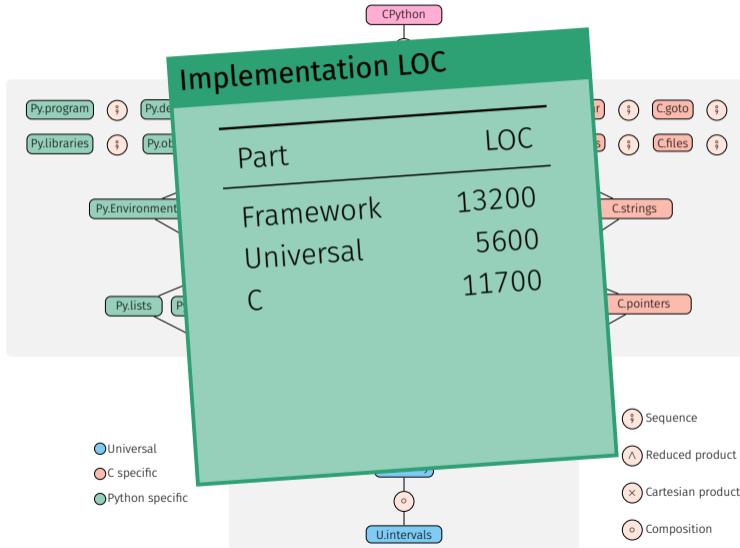 CPython
Implementation LOC
Py.program
C.goto
Py.libraries
C.files
Part LOC
Py.Environment
C.strings
Framework 13200
Universal 5600
C 11700
Py.lists
C.pointers
Sequence
Universal
Reduced product
C specific
Cartesian product
Python specific
Composition
U.intervals